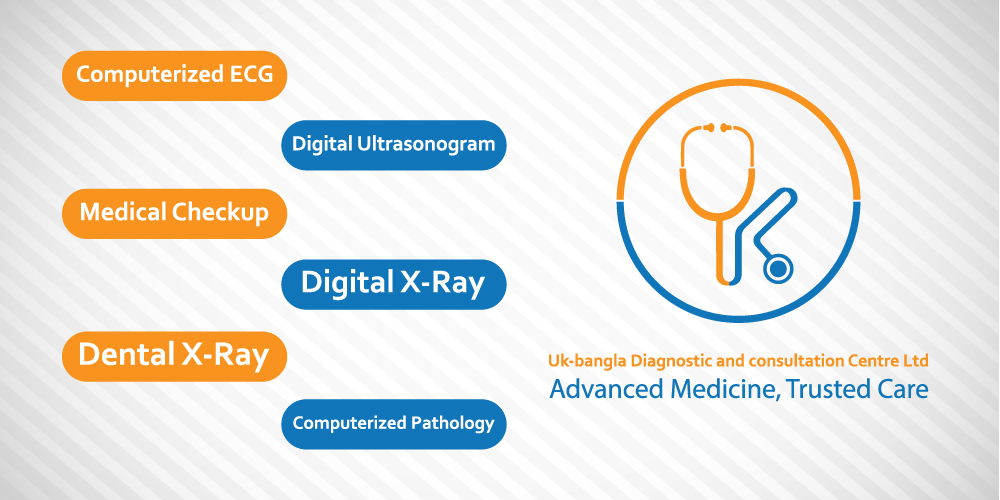 Computerized ECG
Digital Ultrasonogram
Medical Checkup
Digital X-Ray
Dental X-Ray
Computerized Pathology
Uk-bangla Diagnostic and consultation Centre Ltd
Advanced Medicine, Trusted Care